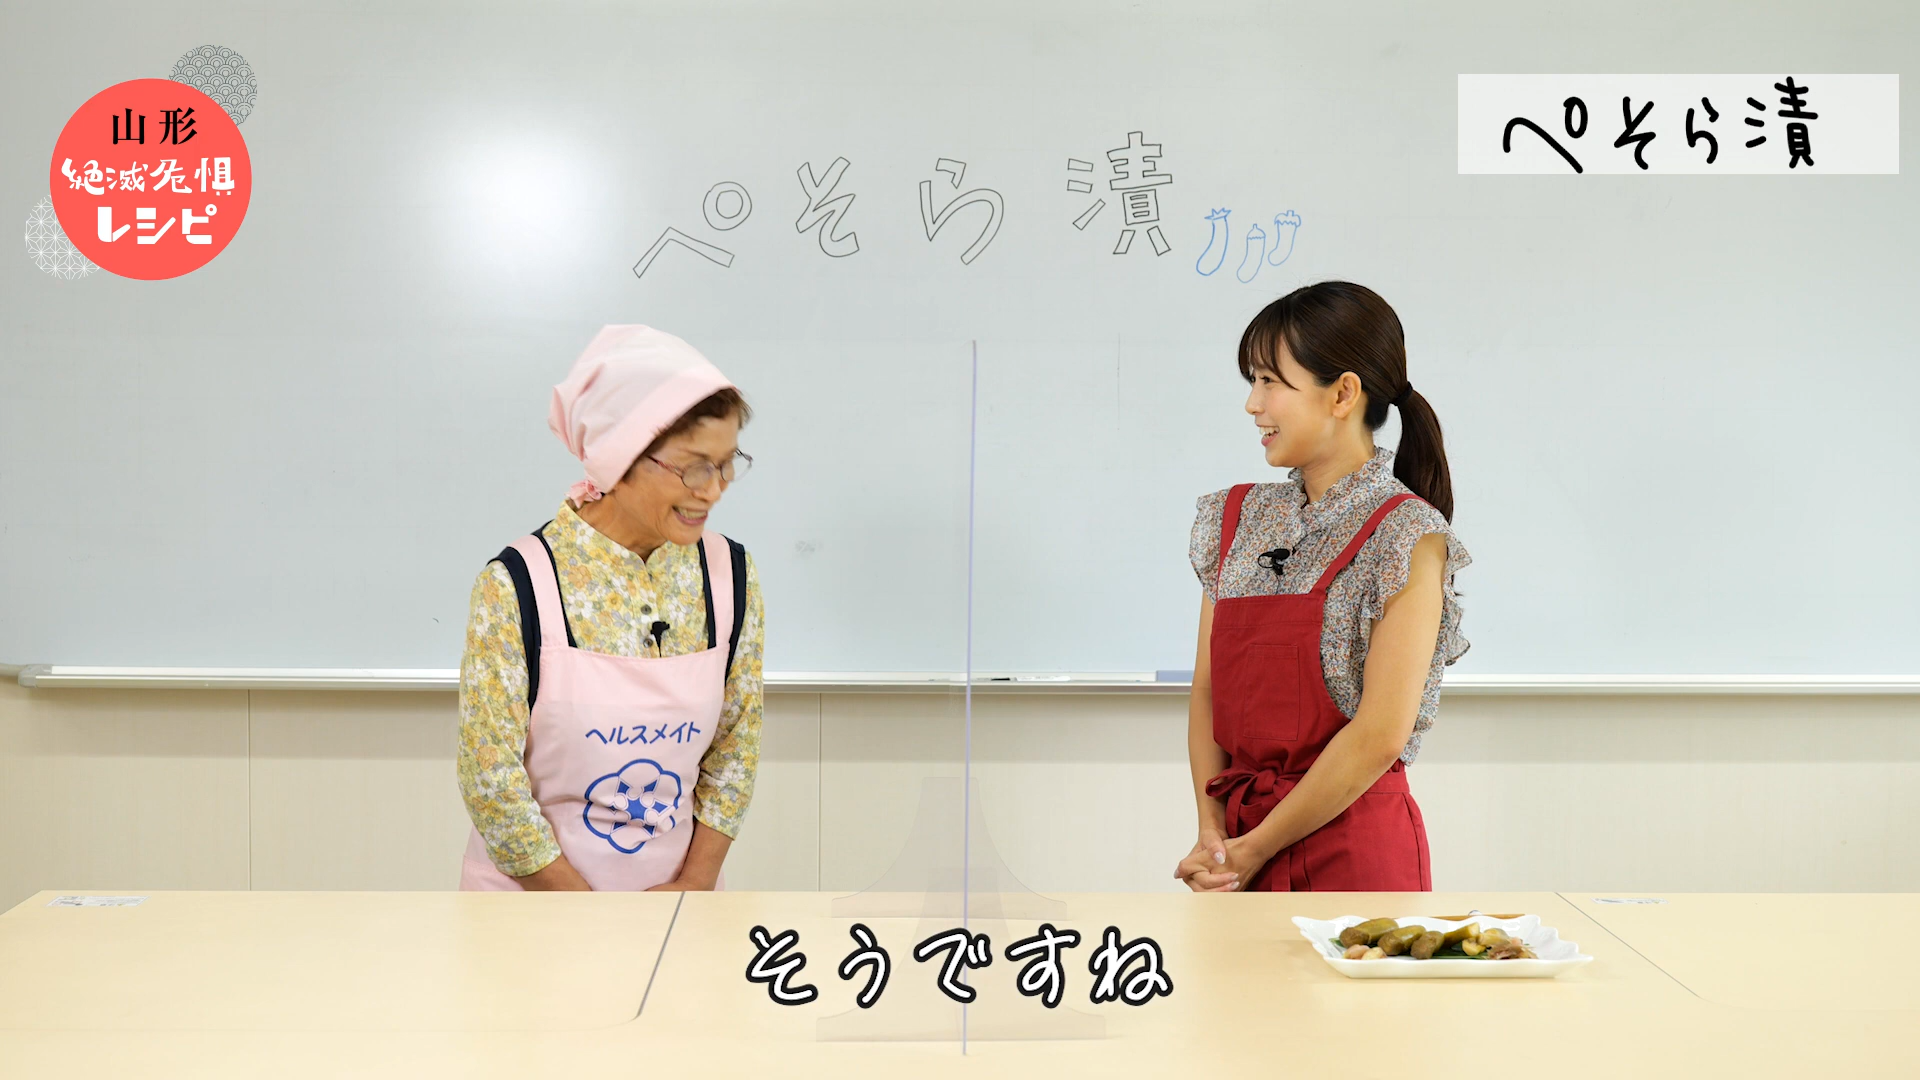 山形
絶滅危惧
レシピ
ぺそら漬
ぺそら漬
ヘルスメイト
そうですね